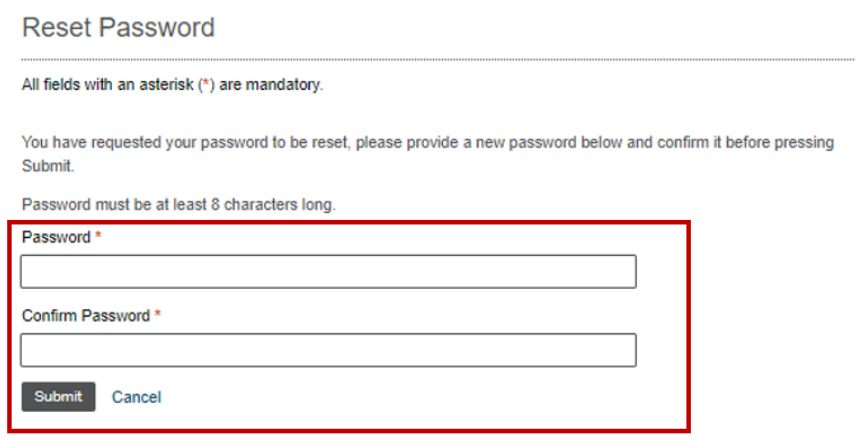 Reset Password
All fields with an asterisk (*) are mandatory.
You have requested your password to be reset, please provide a new password below and confirm it before pressing
Submit.
Password must be at least 8 characters long.
Password *
Confirm Password *
Submit Cancel